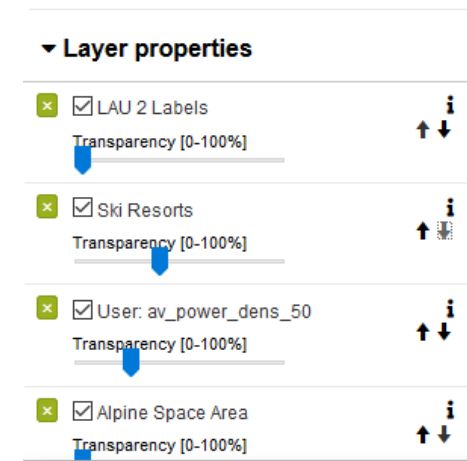 Layer properties
LAU 2 Labels
Transparency [0-100%]
Ski Resorts
Transparency [0-100%]
User: av_power_dens_50
Transparency [0-100%]
Alpine Space Area
Transparency [0-100%]